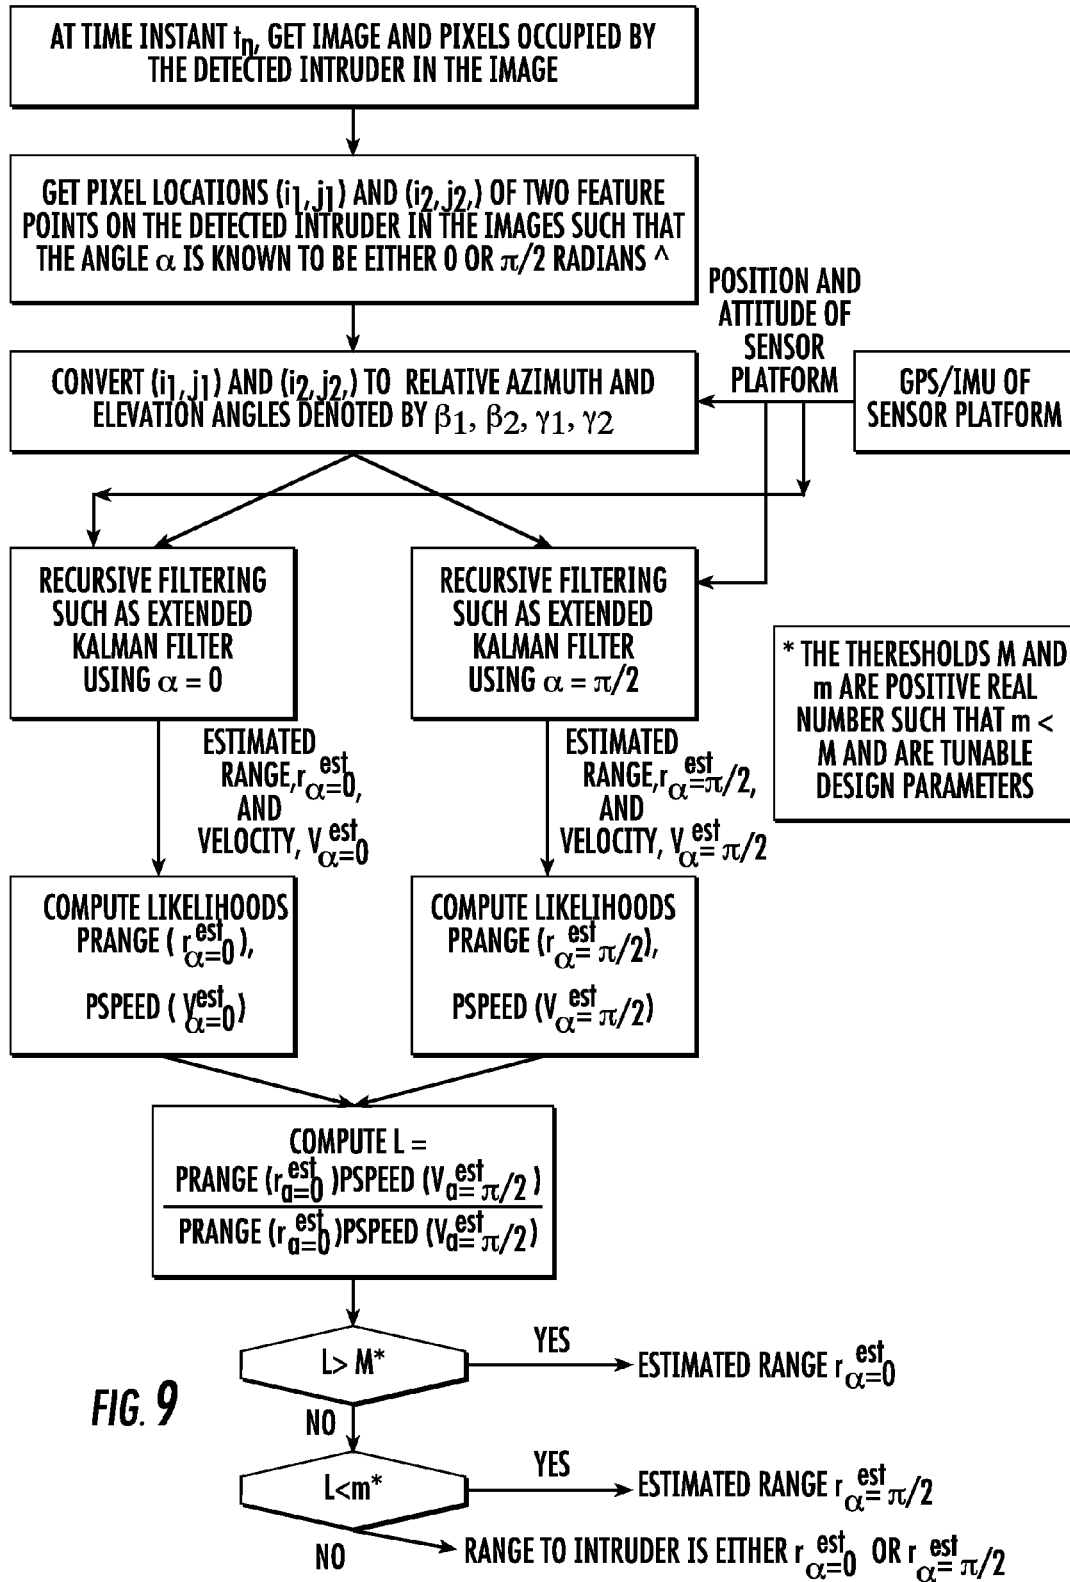 AT TIME INSTANT tn, GET IMAGE AND PIXELS OCCUPIED BY
THE DETECTED INTRUDER IN THE IMAGE
GET PIXEL LOCATIONS (i1,j1) AND (i2,j2,) OF TWO FEATURE
POINTS ON THE DETECTED INTRUDER IN THE IMAGES SUCH THAT
THE ANGLE α IS KNOWN TO BE EITHER 0 OR π/2 RADIANS ^
POSITION AND
ATTITUDE OF
SENSOR
PLATFORM
CONVERT (i1,j1) AND (i2,j2,) TO RELATIVE AZIMUTH AND
ELEVATION ANGLES DENOTED BY β1, β2, γ1, γ2
GPS/IMU OF
SENSOR PLATFORM
RECURSIVE FILTERING
SUCH AS EXTENDED
KALMAN FILTER
USING α = 0
RECURSIVE FILTERING
SUCH AS EXTENDED
KALMAN FILTER
USING α = π/2
* THE THERESHOLDS M AND
m ARE POSITIVE REAL
NUMBER SUCH THAT m <
M AND ARE TUNABLE
DESIGN PARAMETERS
ESTIMATED
RANGE, r est α=0,
AND
VELOCITY, V est α=0
ESTIMATED
RANGE, r est α=π/2,
AND
VELOCITY, V est α=π/2
COMPUTE LIKELIHOODS
PRANGE ( r est α=0),
PSPEED ( V est α=0)
COMPUTE LIKELIHOODS
PRANGE (r est α=π/2),
PSPEED (V est α=π/2)
COMPUTE L =
PRANGE (r est a=0)PSPEED (V est a=π/2)
PRANGE (r est a=0)PSPEED (V est a=π/2)
L> M*
YES
ESTIMATED RANGE r est α=0
FIG. 9
NO
L<m*
YES
ESTIMATED RANGE r est α=π/2
NO
RANGE TO INTRUDER IS EITHER r est α=0 OR r est α=π/2